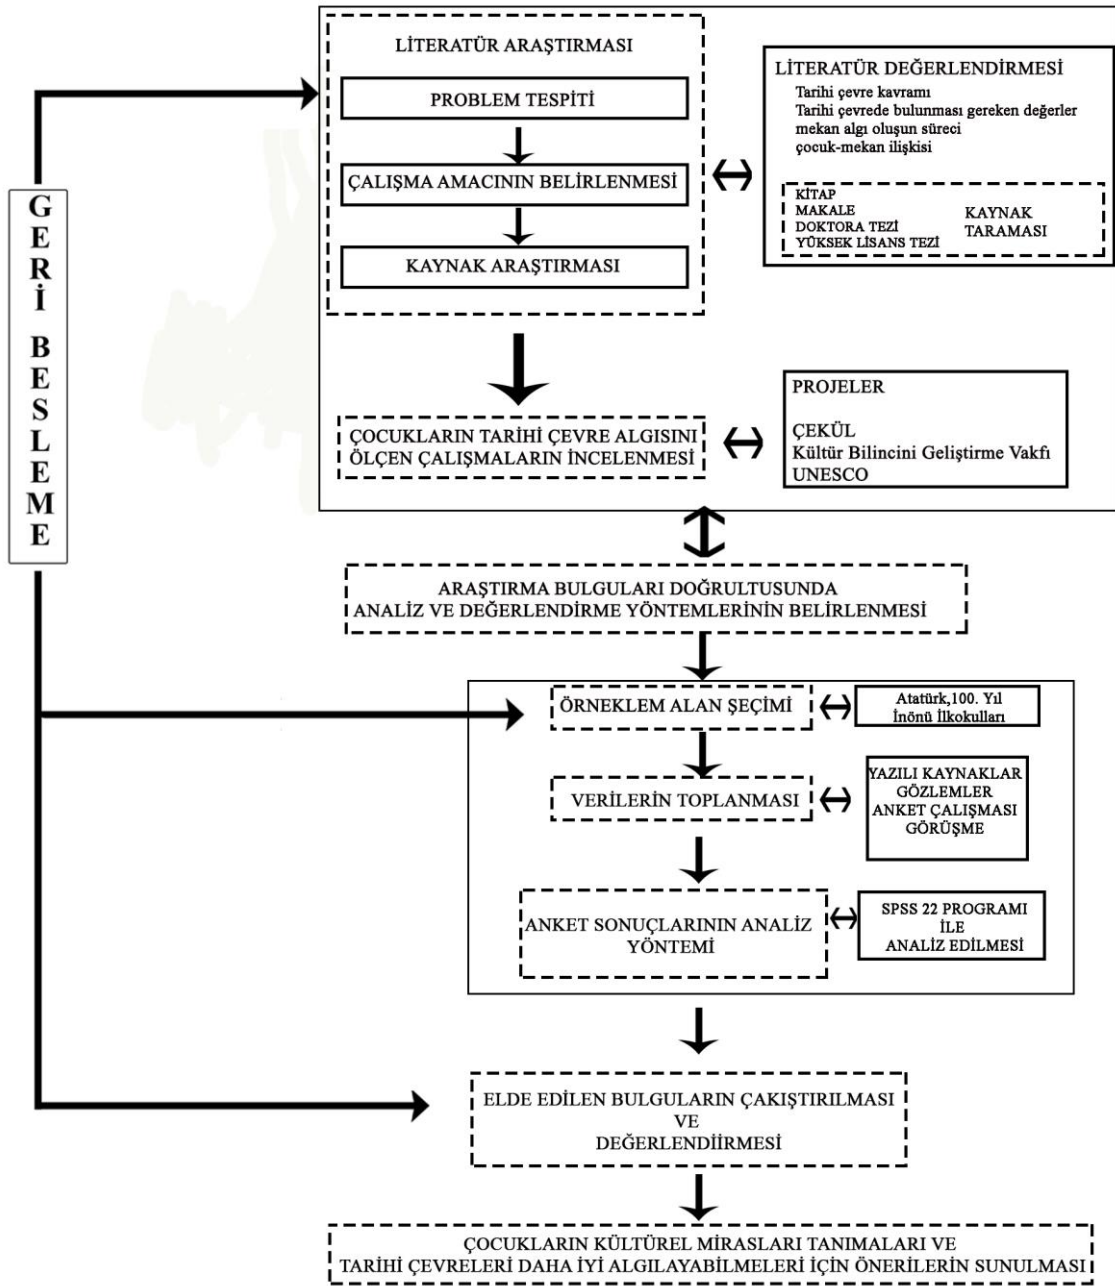 GERİ BESLEME
LİTERATÜR ARAŞTIRMASI
PROBLEM TESPİTİ
ÇALIŞMA AMACININ BELİRLENMESİ
KAYNAK ARAŞTIRMASI
LİTERATÜR DEĞERLENDİRMESİ
Tarihi çevre kavramı
Tarihi çevrede bulunması gereken değerler
mekan algı oluşun süreci
çocuk-mekan ilişkisi
KİTAP
MAKALE
DOKTORA TEZİ
YÜKSEK LİSANS TEZİ
KAYNAK
TARAMASI
ÇOCUKLARIN TARİHİ ÇEVRE ALGISINI
ÖLÇEN ÇALIŞMALARIN İNCELENMESİ
PROJELER
ÇEKÜL
Kültür Bilincini Geliştirme Vakfı
UNESCO
ARAŞTIRMA BULGULARI DOĞRULTUSUNDA
ANALİZ VE DEĞERLENDİRME YÖNTEMLERİNİN BELİRLENMESİ
ÖRNEKLEM ALAN SEÇİMİ
Atatürk,100. Yıl
İnönü İlkokulları
VERİLERİN TOPLANMASI
YAZILI KAYNAKLAR
GÖZLEMLER
ANKET ÇALIŞMASI
GÖRÜŞME
ANKET SONUÇLARININ ANALİZ
YÖNTEMİ
SPSS 22 PROGRAMI
İLE
ANALİZ EDİLMESİ
ELDE EDİLEN BULGULARIN ÇAKIŞTIRILMASI
VE
DEĞERLENDİİRMESİ
ÇOCUKLARIN KÜLTÜREL MİRASLARI TANIMALARI VE
TARİHİ ÇEVRELERİ DAHA İYİ ALGILAYABİLMELERİ İÇİN ÖNERİLERİN SUNULMASI